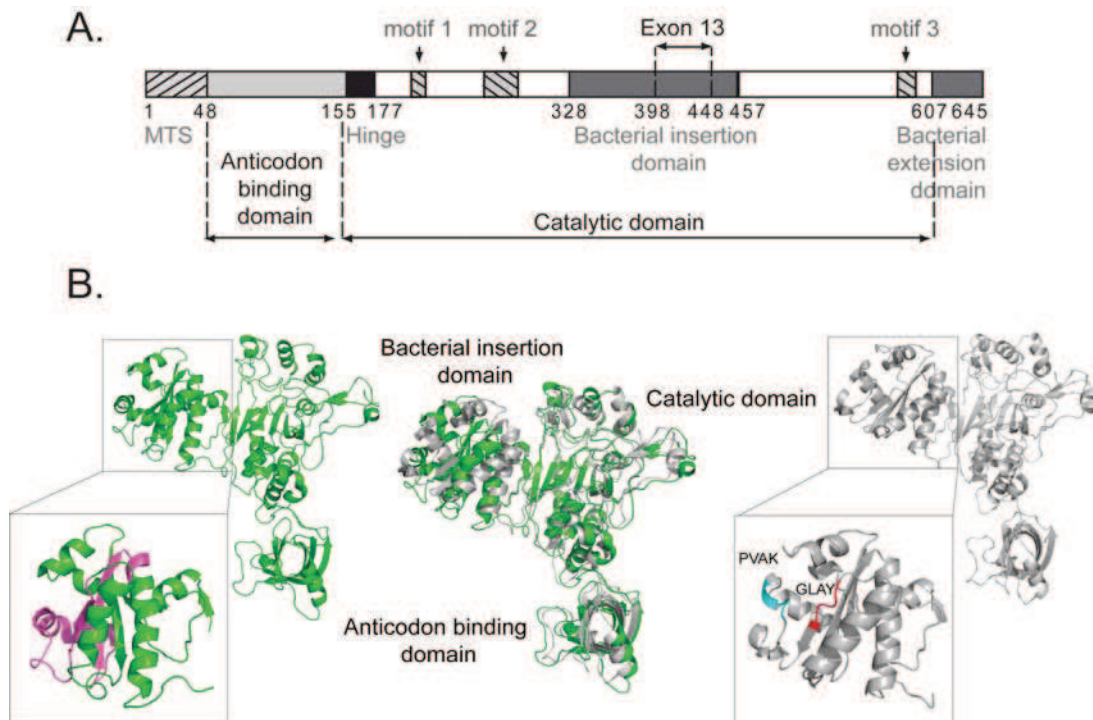 A.
motif 1 motif 2 Exon 13 motif 3
1 48 155 177 328 398 448 457 607 645
MTS Hinge Bacterial insertion domain Bacterial extension domain
Anticodon
binding
domain
Catalytic domain
B.
Bacterial insertion
domain
Catalytic domain
PVAK
GLAY
Anticodon binding
domain